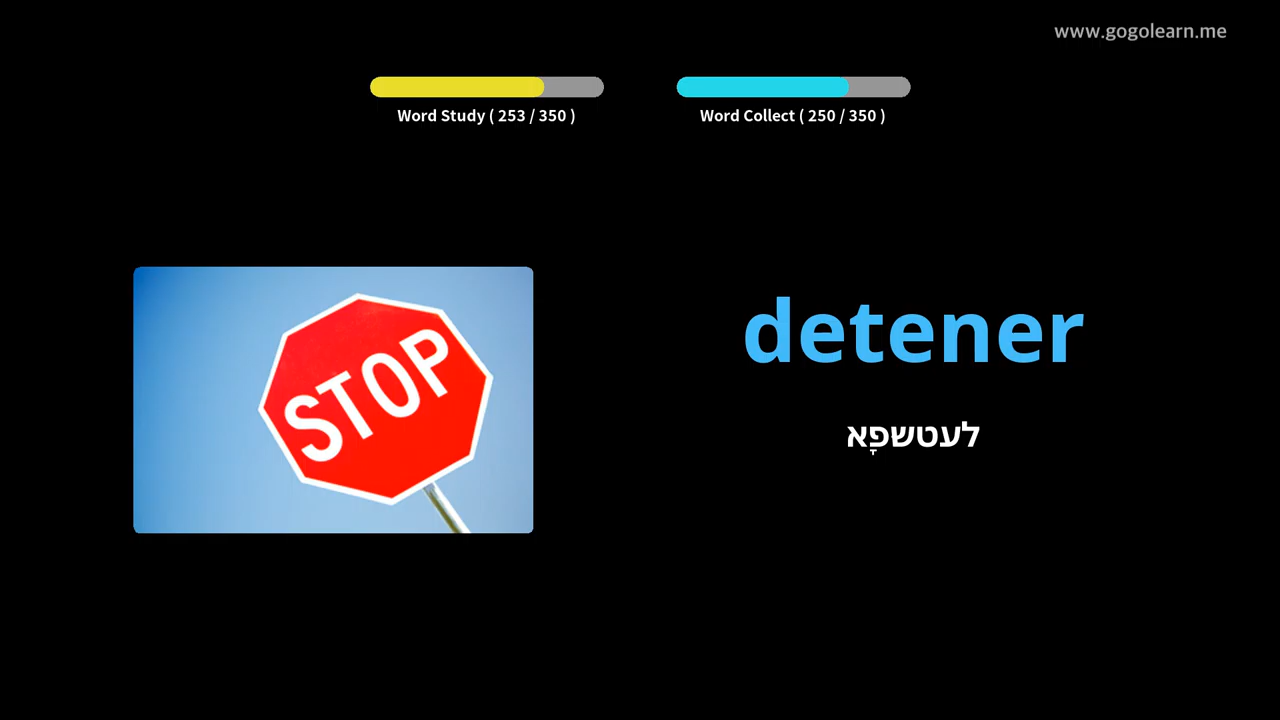 www.gogolearn.me
Word Study ( 253 / 350 )
Word Collect ( 250 / 350 )
STOP
detener
לעטשפָא